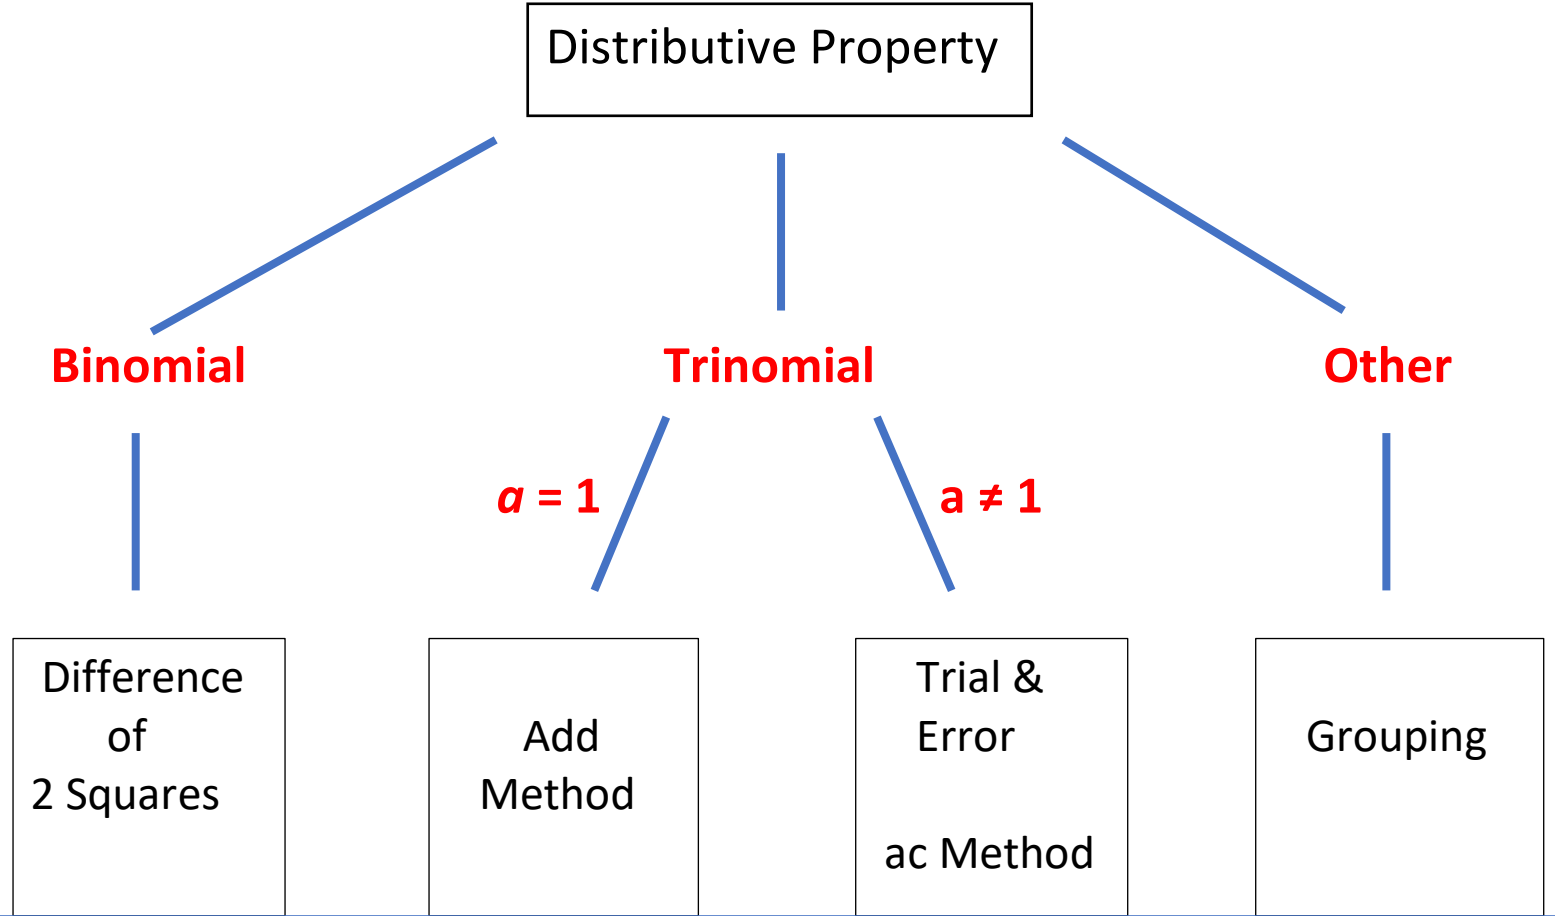 Distributive Property
Binomial
Trinomial
Other
a = 1
a ≠ 1
Difference
of
2 Squares
Add
Method
Trial &
Error
ac Method
Grouping